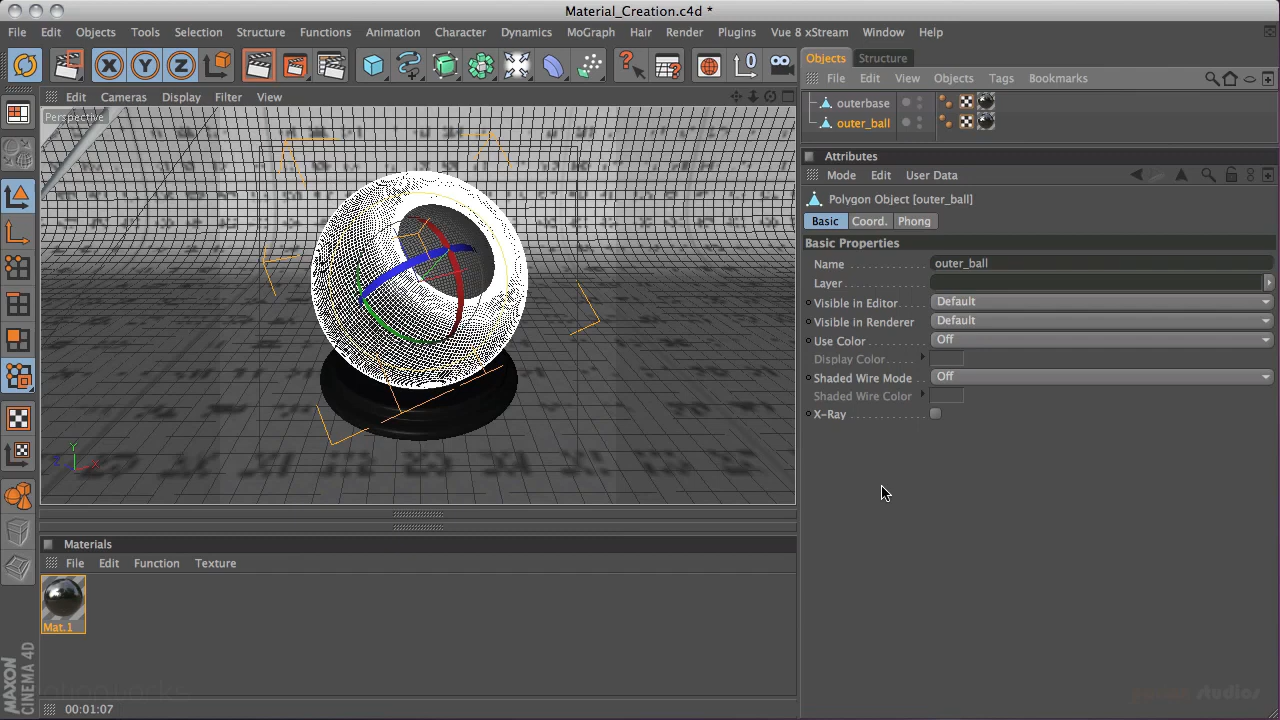 Material_Creation.c4d *
File Edit Objects Tools Selection Structure Functions Animation Character Dynamics MoGraph Hair Render Plugins Vue 8 xStream Window Help
Objects Structure
File Edit View Objects Tags Bookmarks
Edit Cameras Display Filter View
Perspective
outerbase
outer_ball
Attributes
Mode Edit User Data
Polygon Object [outer_ball]
Basic Coord. Phong
Basic Properties
Name outer_ball
Layer
Visible in Editor Default
Visible in Renderer Default
Use Color Off
Display Color
Shaded Wire Mode Off
Shaded Wire Color
X-Ray
Y
Materials
File Edit Function Texture
Mat.1
MAXON
CINEMA 4D
00:01:07
studios